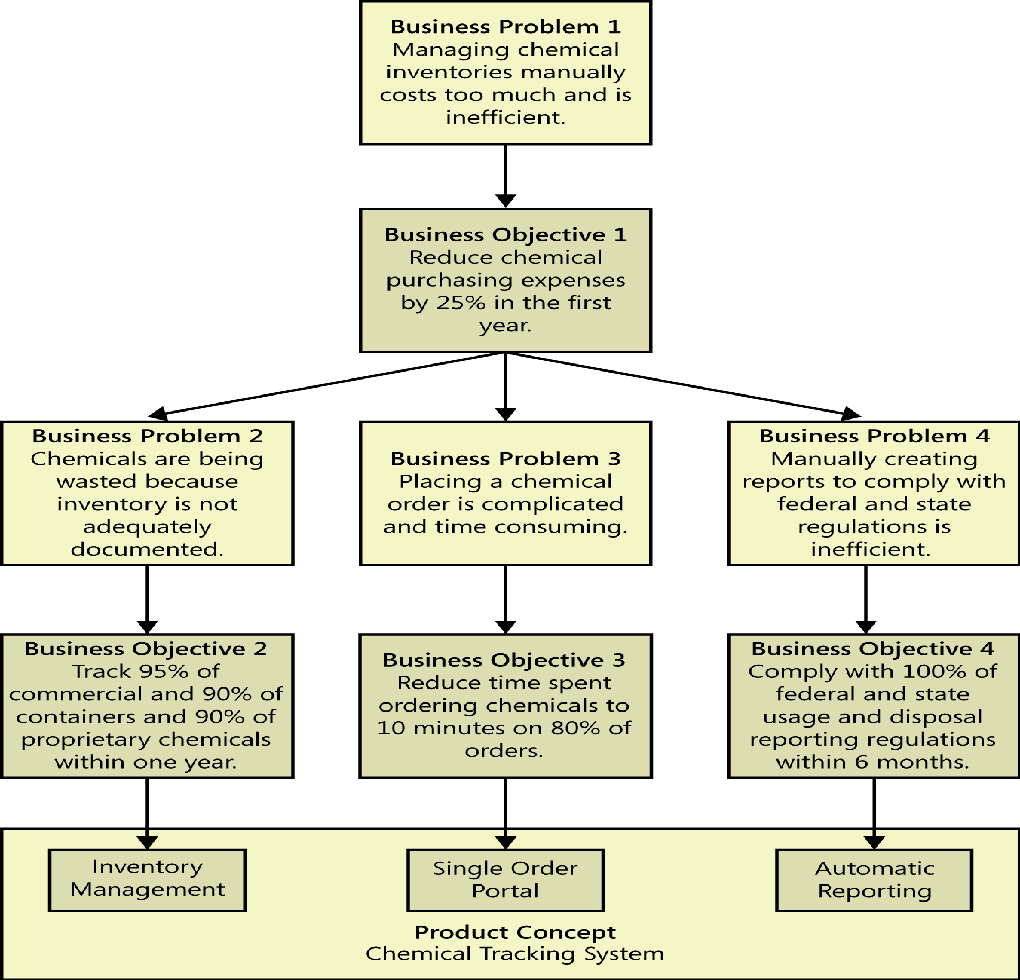 Business Problem 1
Managing chemical
inventories manually
costs too much and is
inefficient.
Business Objective 1
Reduce chemical
purchasing expenses
by 25% in the first
year.
Business Problem 2
Chemicals are being
wasted because
inventory is not
adequately
documented.
Business Problem 3
Placing a chemical
order is complicated
and time consuming.
Business Problem 4
Manually creating
reports to comply with
federal and state
regulations is
inefficient.
Business Objective 2
Track 95% of
commercial and 90% of
containers and 90% of
proprietary chemicals
within one year.
Business Objective 3
Reduce time spent
ordering chemicals to
10 minutes on 80% of
orders.
Business Objective 4
Comply with 100% of
federal and state
usage and disposal
reporting regulations
within 6 months.
Inventory
Management
Single Order
Portal
Automatic
Reporting
Product Concept
Chemical Tracking System